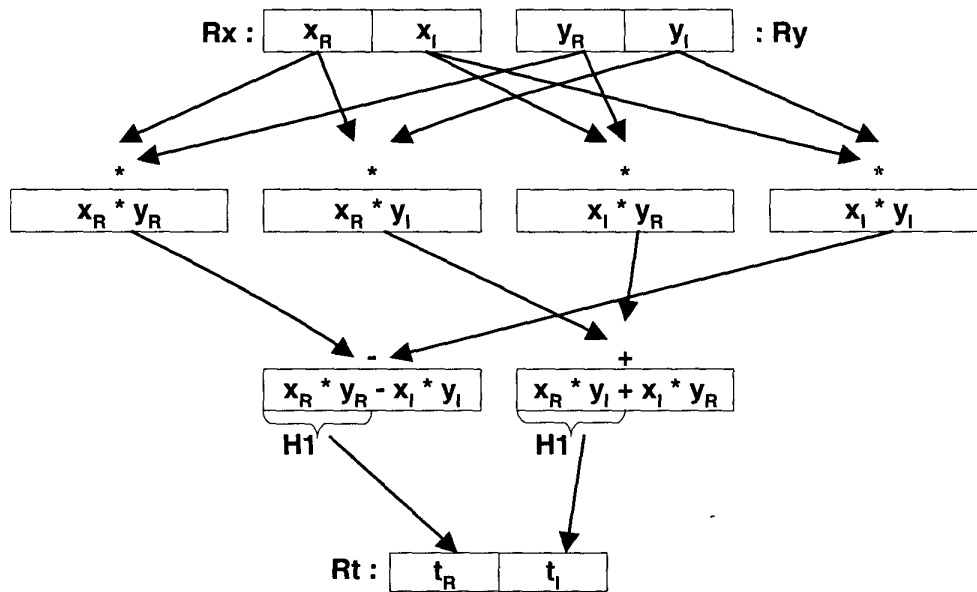 Rx : x_R x_I y_R y_I : Ry
* * * *
x_R * y_R x_R * y_I x_I * y_R x_I * y_I
- +
x_R * y_R - x_I * y_I x_R * y_I + x_I * y_R
H1 H1
Rt : t_R t_I